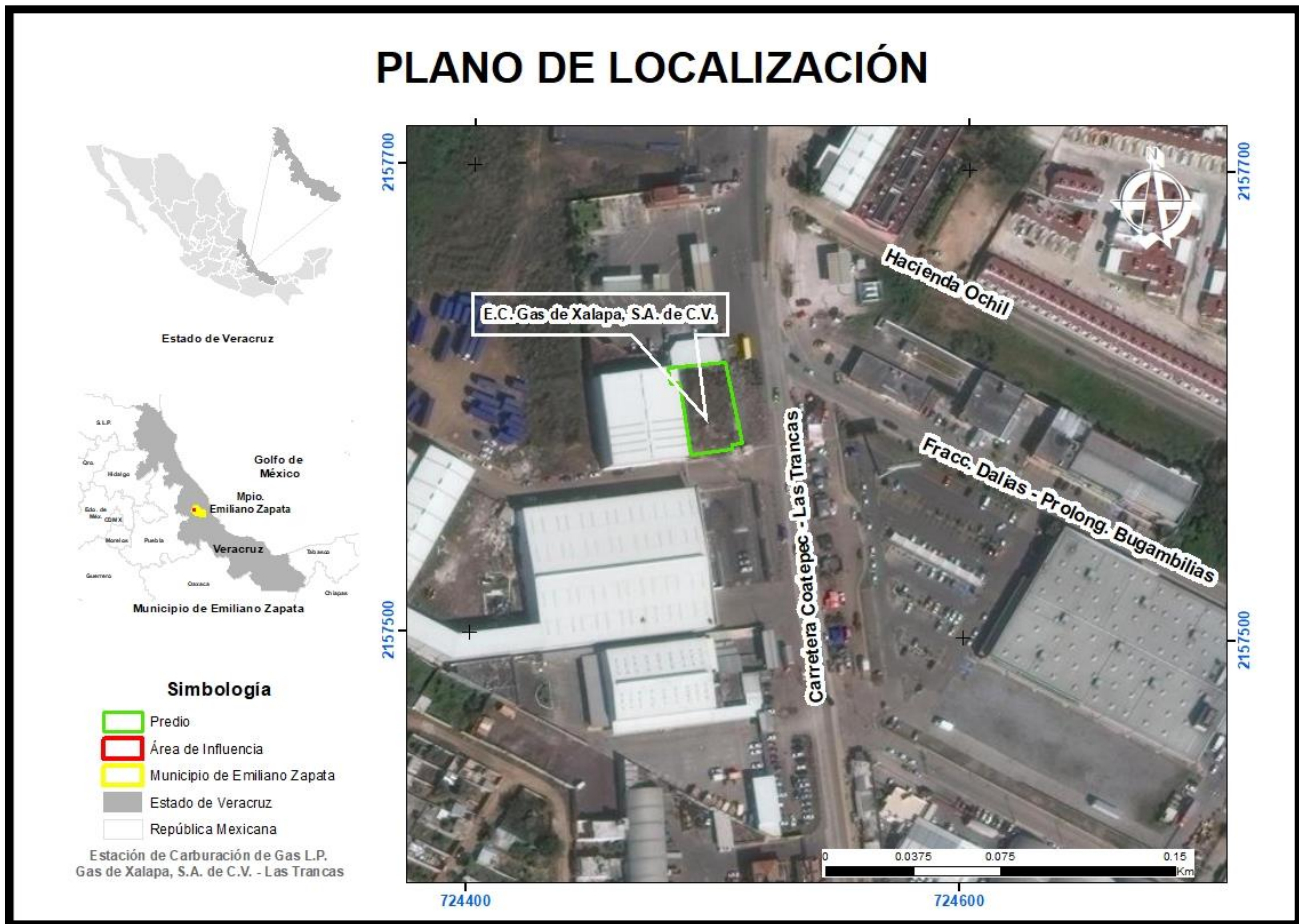 PLANO DE LOCALIZACIÓN
Estado de Veracruz
S.L.P.
Qro.
Hidalgo
Golfo de
México
Mpio.
Emiliano Zapata
Edo. de
Méx.
CDMX
Morelos
Puebla
Veracruz
Tabasco
Guerrero
Oaxaca
Chiapas
Municipio de Emiliano Zapata
Simbología
Predio
Área de Influencia
Municipio de Emiliano Zapata
Estado de Veracruz
República Mexicana
Estación de Carburación de Gas L.P.
Gas de Xalapa, S.A. de C.V. - Las Trancas
2157700
2157700
N
Hacienda Ochil
E.C. Gas de Xalapa, S.A. de C.V.
Carretera Coatepec - Las Trancas
Fracc. Dalias - Prolong. Bugambilias
2157500
2157500
0 0.0375 0.075 0.15
Km
724400
724600